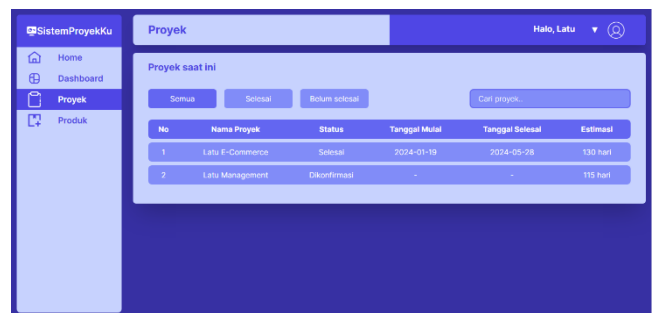 SistemProyekKu
Proyek
Halo, Latu
Home
Dashboard
Proyek
Produk
Proyek saat ini
Semua Selesai Belum selesai Cari proyek..
No Nama Proyek Status Tanggal Mulai Tanggal Selesai Estimasi
1 Latu E-Commerce Selesai 2024-01-19 2024-05-28 130 hari
2 Latu Management Dikonfirmasi - - 115 hari